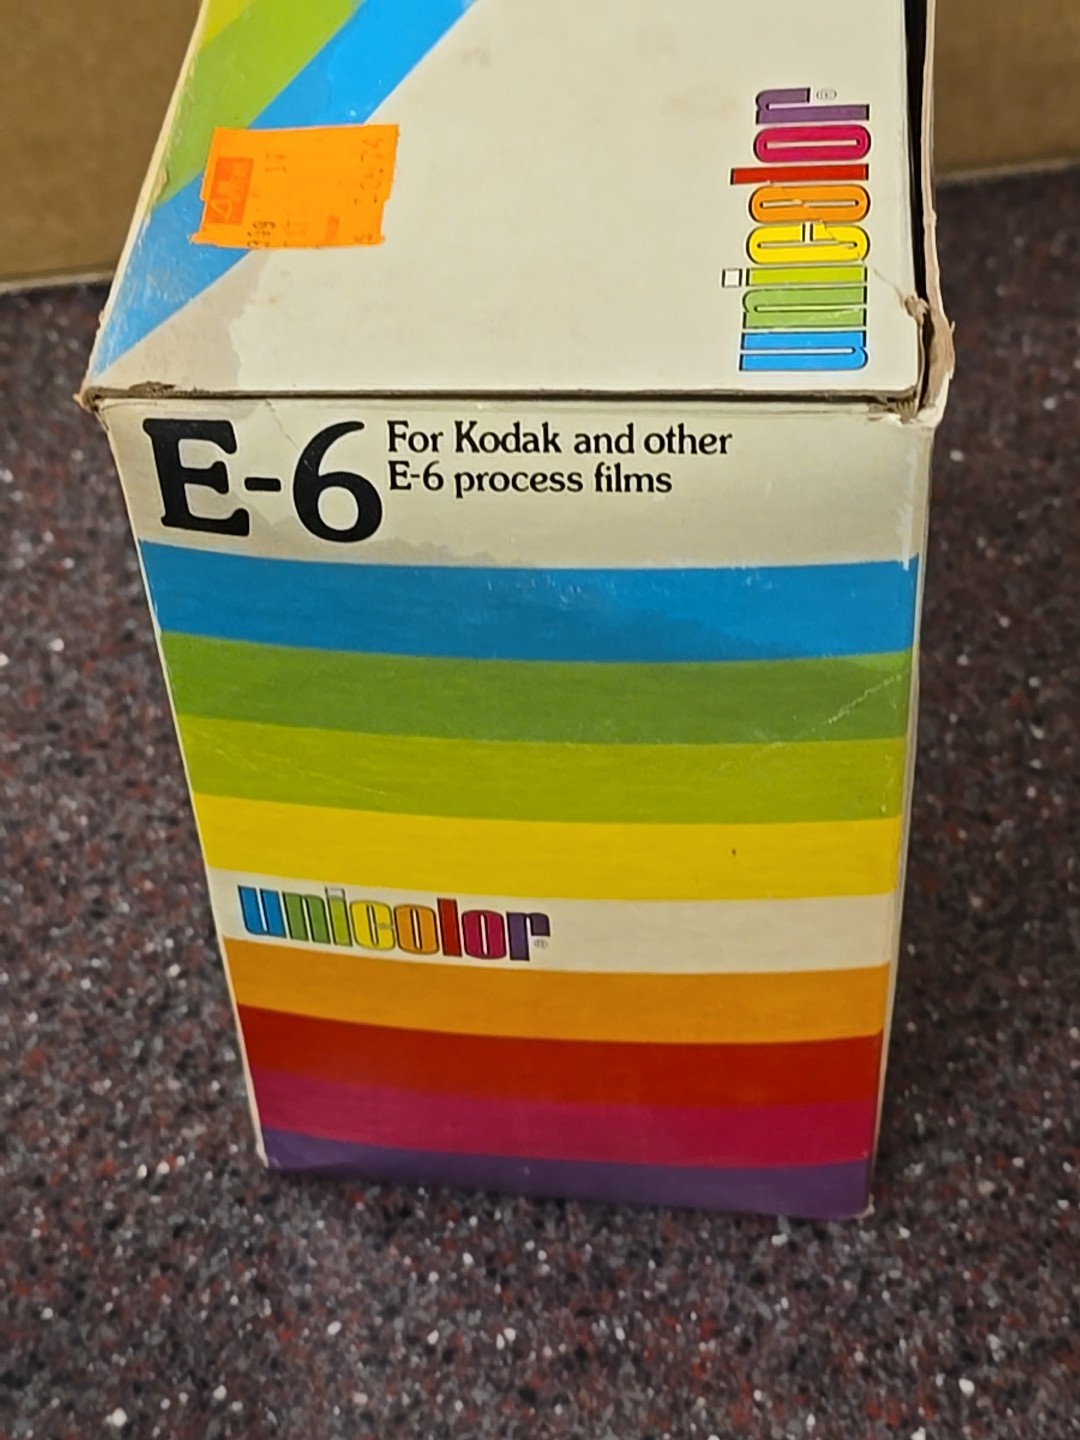 unicolor®
E-6
For Kodak and other
E-6 process films
unicolor®